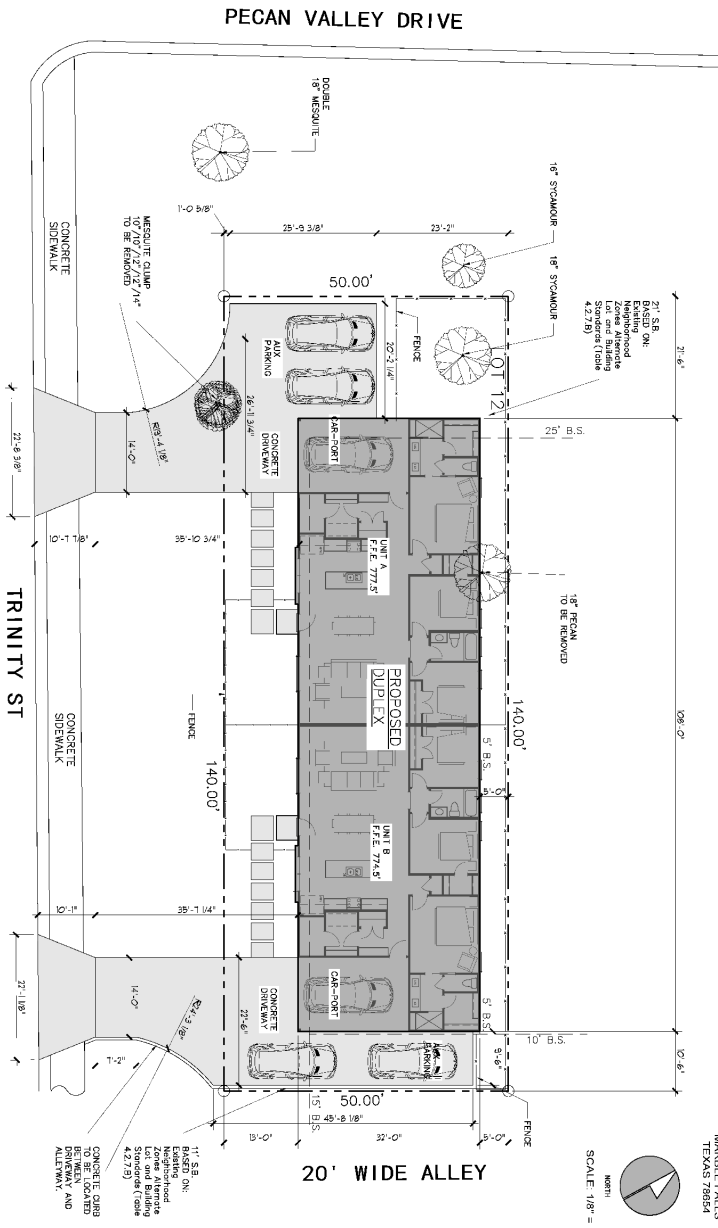 PECAN VALLEY DRIVE
DOUBLE
18" MESQUITE
16" SYCAMOUR
18" SYCAMOUR
21' S.B.
BASED ON:
Existing
Neighborhood
Zones Alternate
Lot and Building
Standards (Table
4.2.7.B)
1'-0 5/8"
25'-9 3/8"
23'-2"
50.00'
CONCRETE
SIDEWALK
MESQUITE CLUMP
10"/10"/12"/12"/14"
TO BE REMOVED
AUX
PARKING
20'-2 1/4"
FENCE
OT 12
21'-6"
26'-11 3/4"
22'-8 3/8"
14'-0"
CONCRETE
DRIVEWAY
CAR-PORT
25' B.S.
10'-7 7/8"
35'-10 3/4"
UNIT A
F.F.E. 777.5'
18" PECAN
TO BE REMOVED
TRINITY ST
PROPOSED
DUPLEX
140.00'
108'-0"
CONCRETE
SIDEWALK
FENCE
140.00'
5' B.S.
5'-0"
UNIT B
F.F.E. 774.5'
10'-1"
35'-7 1/4"
22'-1 1/8"
14'-0"
7'-2"
22'-6"
CONCRETE
DRIVEWAY
CAR-PORT
5' B.S.
10' B.S.
AUX
PARKING
9'-6"
10'-6"
15' B.S.
50.00'
45'-8 1/8"
13'-0"
32'-0"
5'-0"
FENCE
CONCRETE CURB
TO BE LOCATED
BETWEEN
DRIVEWAY AND
ALLEYWAY.
11' S.B.
BASED ON:
Existing
Neighborhood
Zones Alternate
Lot and Building
Standards (Table
4.2.7.B)
20' WIDE ALLEY
NORTH
SCALE: 1/8" =
MARBLE FALLS
TEXAS 78654